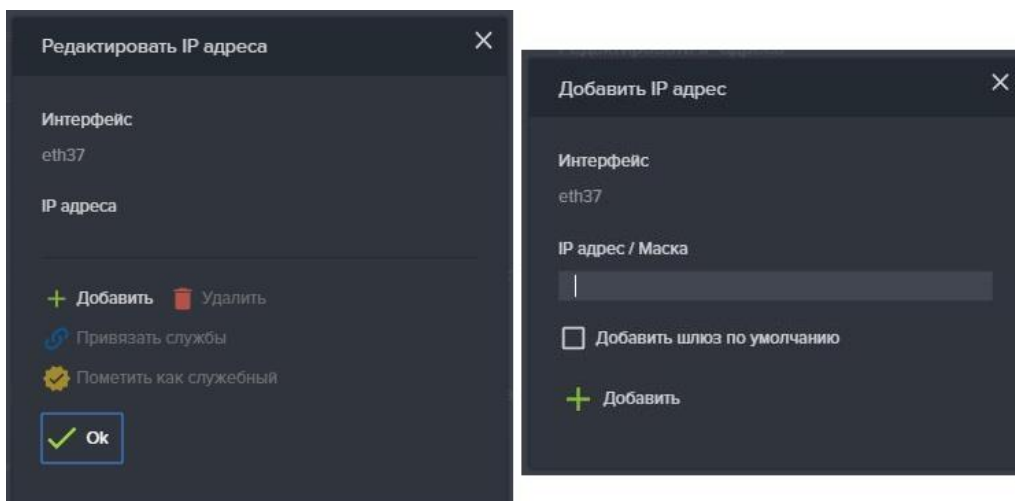 Редактировать IP адреса
Интерфейс
eth37
IP адреса
Добавить Удалить
Привязать службы
Пометить как служебный
Ok
Добавить IP адрес
Интерфейс
eth37
IP адрес / Маска
Добавить шлюз по умолчанию
Добавить